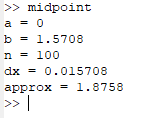 >> midpoint
a = 0
b = 1.5708
n = 100
dx = 0.015708
approx = 1.8758
>>